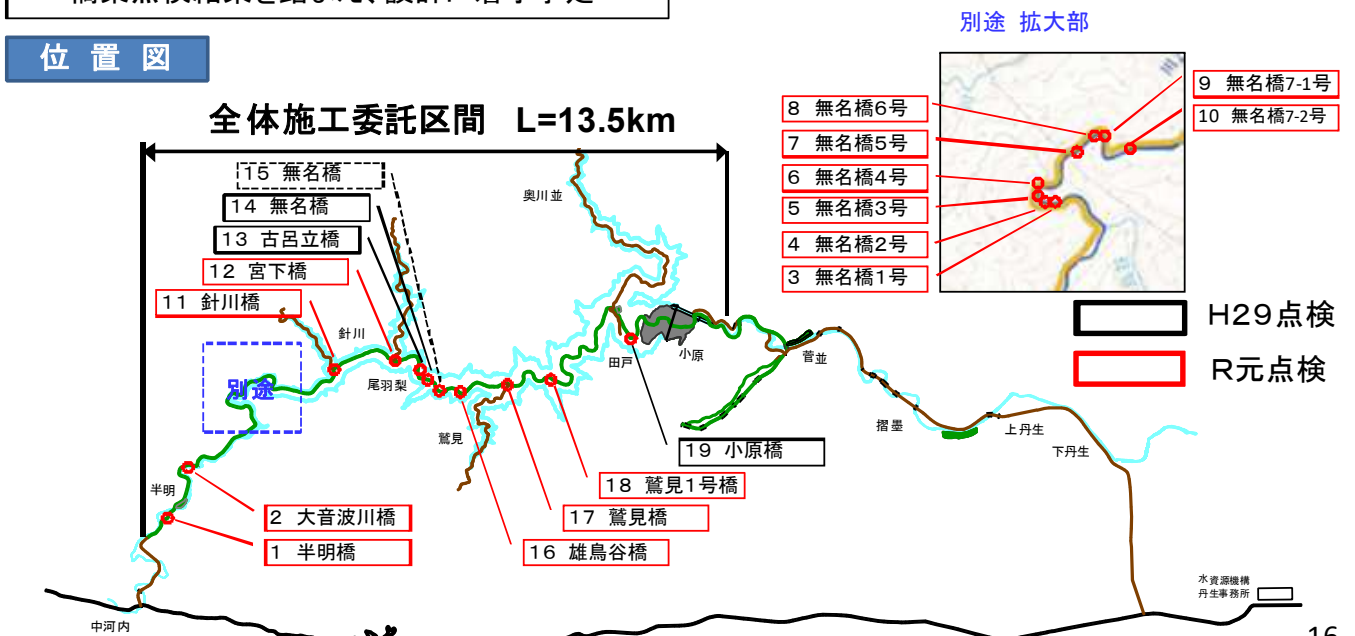 別途 拡大部
位置図
全体施工委託区間 L=13.5km
15 無名橋
14 無名橋
13 古呂立橋
12 宮下橋
11 針川橋
奥川並
8 無名橋6号
7 無名橋5号
6 無名橋4号
5 無名橋3号
4 無名橋2号
3 無名橋1号
9 無名橋7-1号
10 無名橋7-2号
H29点検
R元点検
針川
別途
尾羽梨
鷲見
田戸
小原
菅並
摺墨
上丹生
下丹生
半明
19 小原橋
18 鷲見1号橋
17 鷲見橋
16 雄鳥谷橋
2 大音波川橋
1 半明橋
中河内
水資源機構
丹生事務所
16